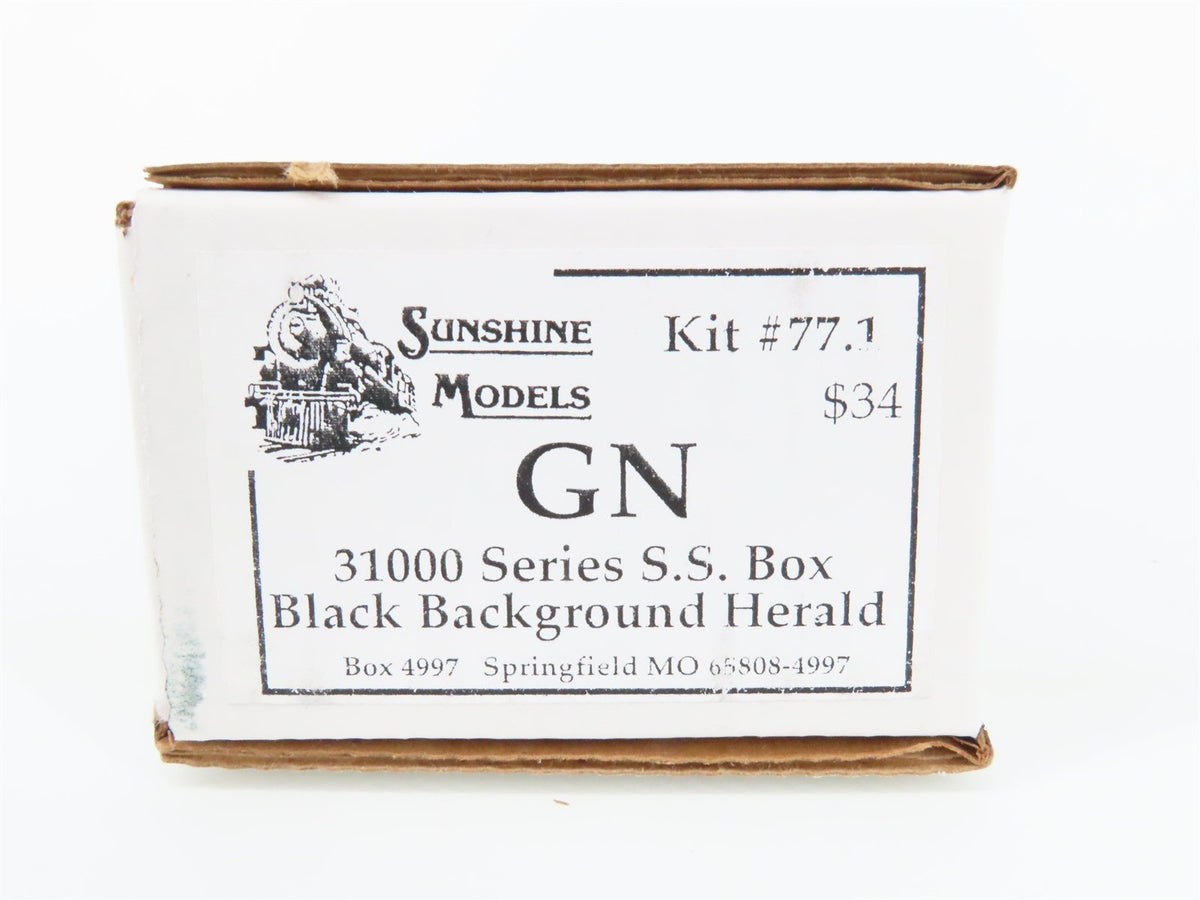 SUNSHINE
MODELS
Kit #77.1
$34
GN
31000 Series S.S. Box
Black Background Herald
Box 4997 Springfield MO 65808-4997